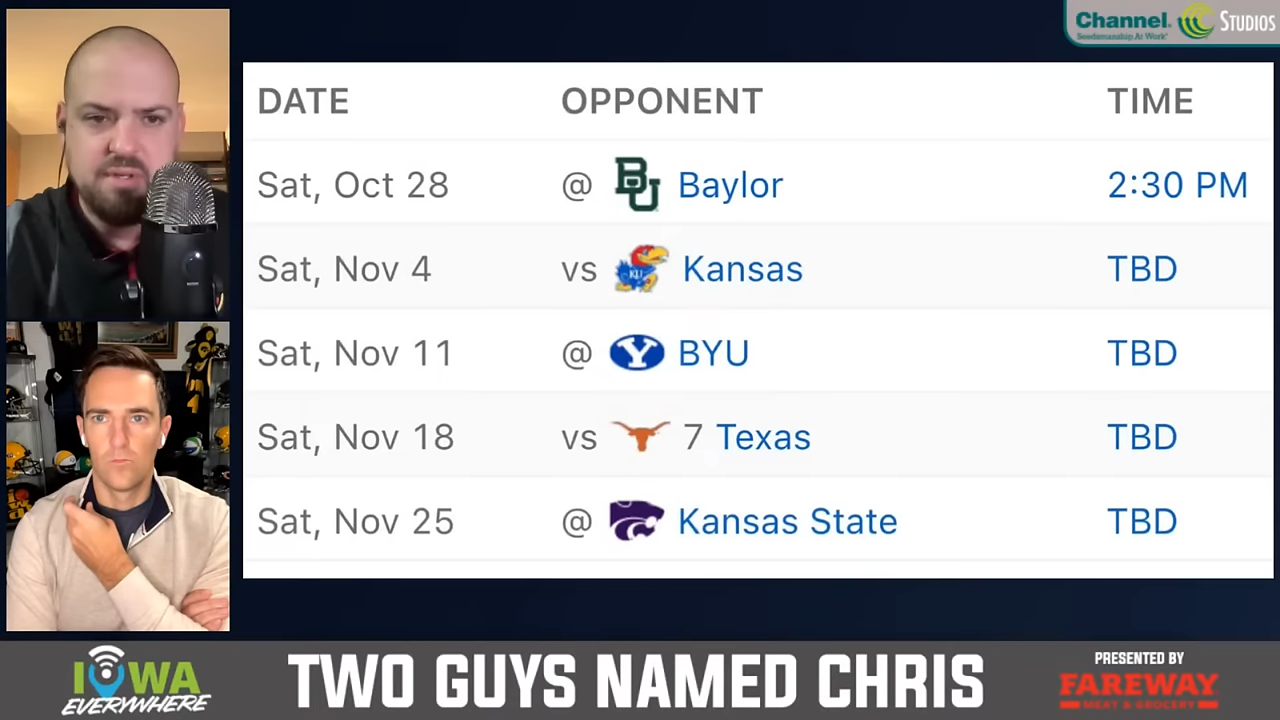 Channel. STUDIOS
Seedsmanship At Work®
DATE OPPONENT TIME
Sat, Oct 28 @ BU Baylor 2:30 PM
Sat, Nov 4 vs KU Kansas TBD
Sat, Nov 11 @ Y BYU TBD
Sat, Nov 18 vs 7 Texas TBD
Sat, Nov 25 @ Kansas State TBD
IOWA
EVERYWHERE
TWO GUYS NAMED CHRIS
PRESENTED BY
FAREWAY
MEAT & GROCERY